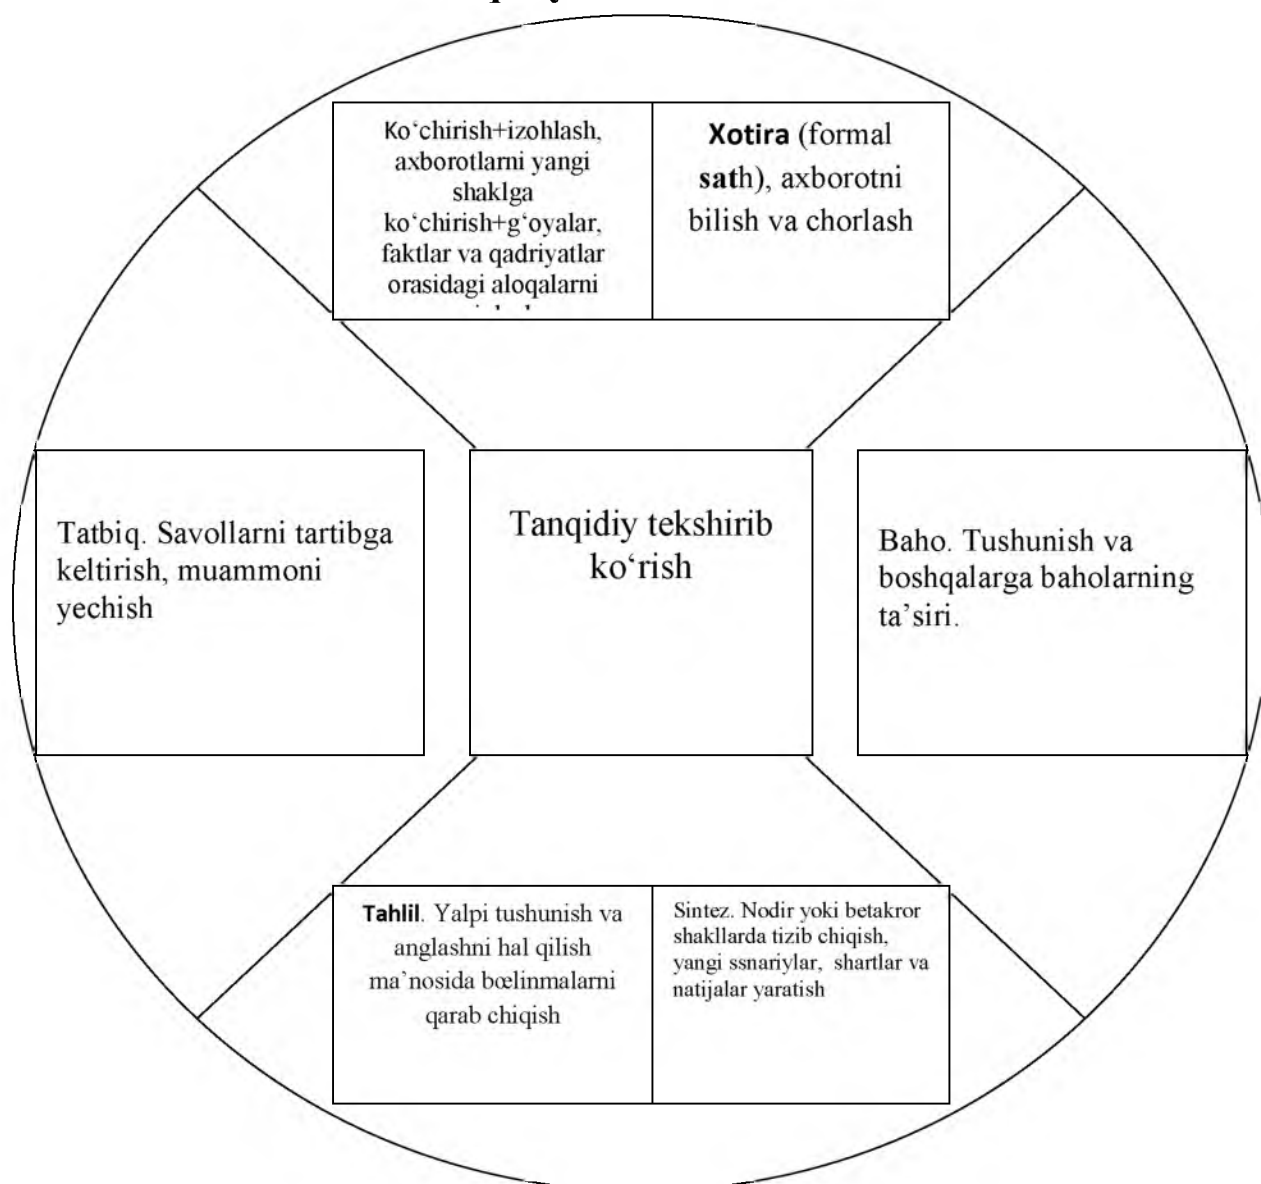 Ko‘chirish+izohlash,
axborotlarni yangi
shaklga
ko‘chirish+g‘oyalar,
faktlar va qadriyatlar
orasidagi aloqalarni
Xotira (formal
sath), axborotni
bilish va chorlash
Tatbiq. Savollarni tartibga
keltirish, muammoni
yechish
Tanqidiy tekshirib
ko‘rish
Baho. Tushunish va
boshqalarga baholarning
ta’siri.
Tahlil. Yalpi tushunish va
anglashni hal qilish
ma’nosida bœlinmalarni
qarab chiqish
Sintez. Nodir yoki betakror
shakllarda tizib chiqish,
yangi ssnariylar, shartlar va
natijalar yaratish